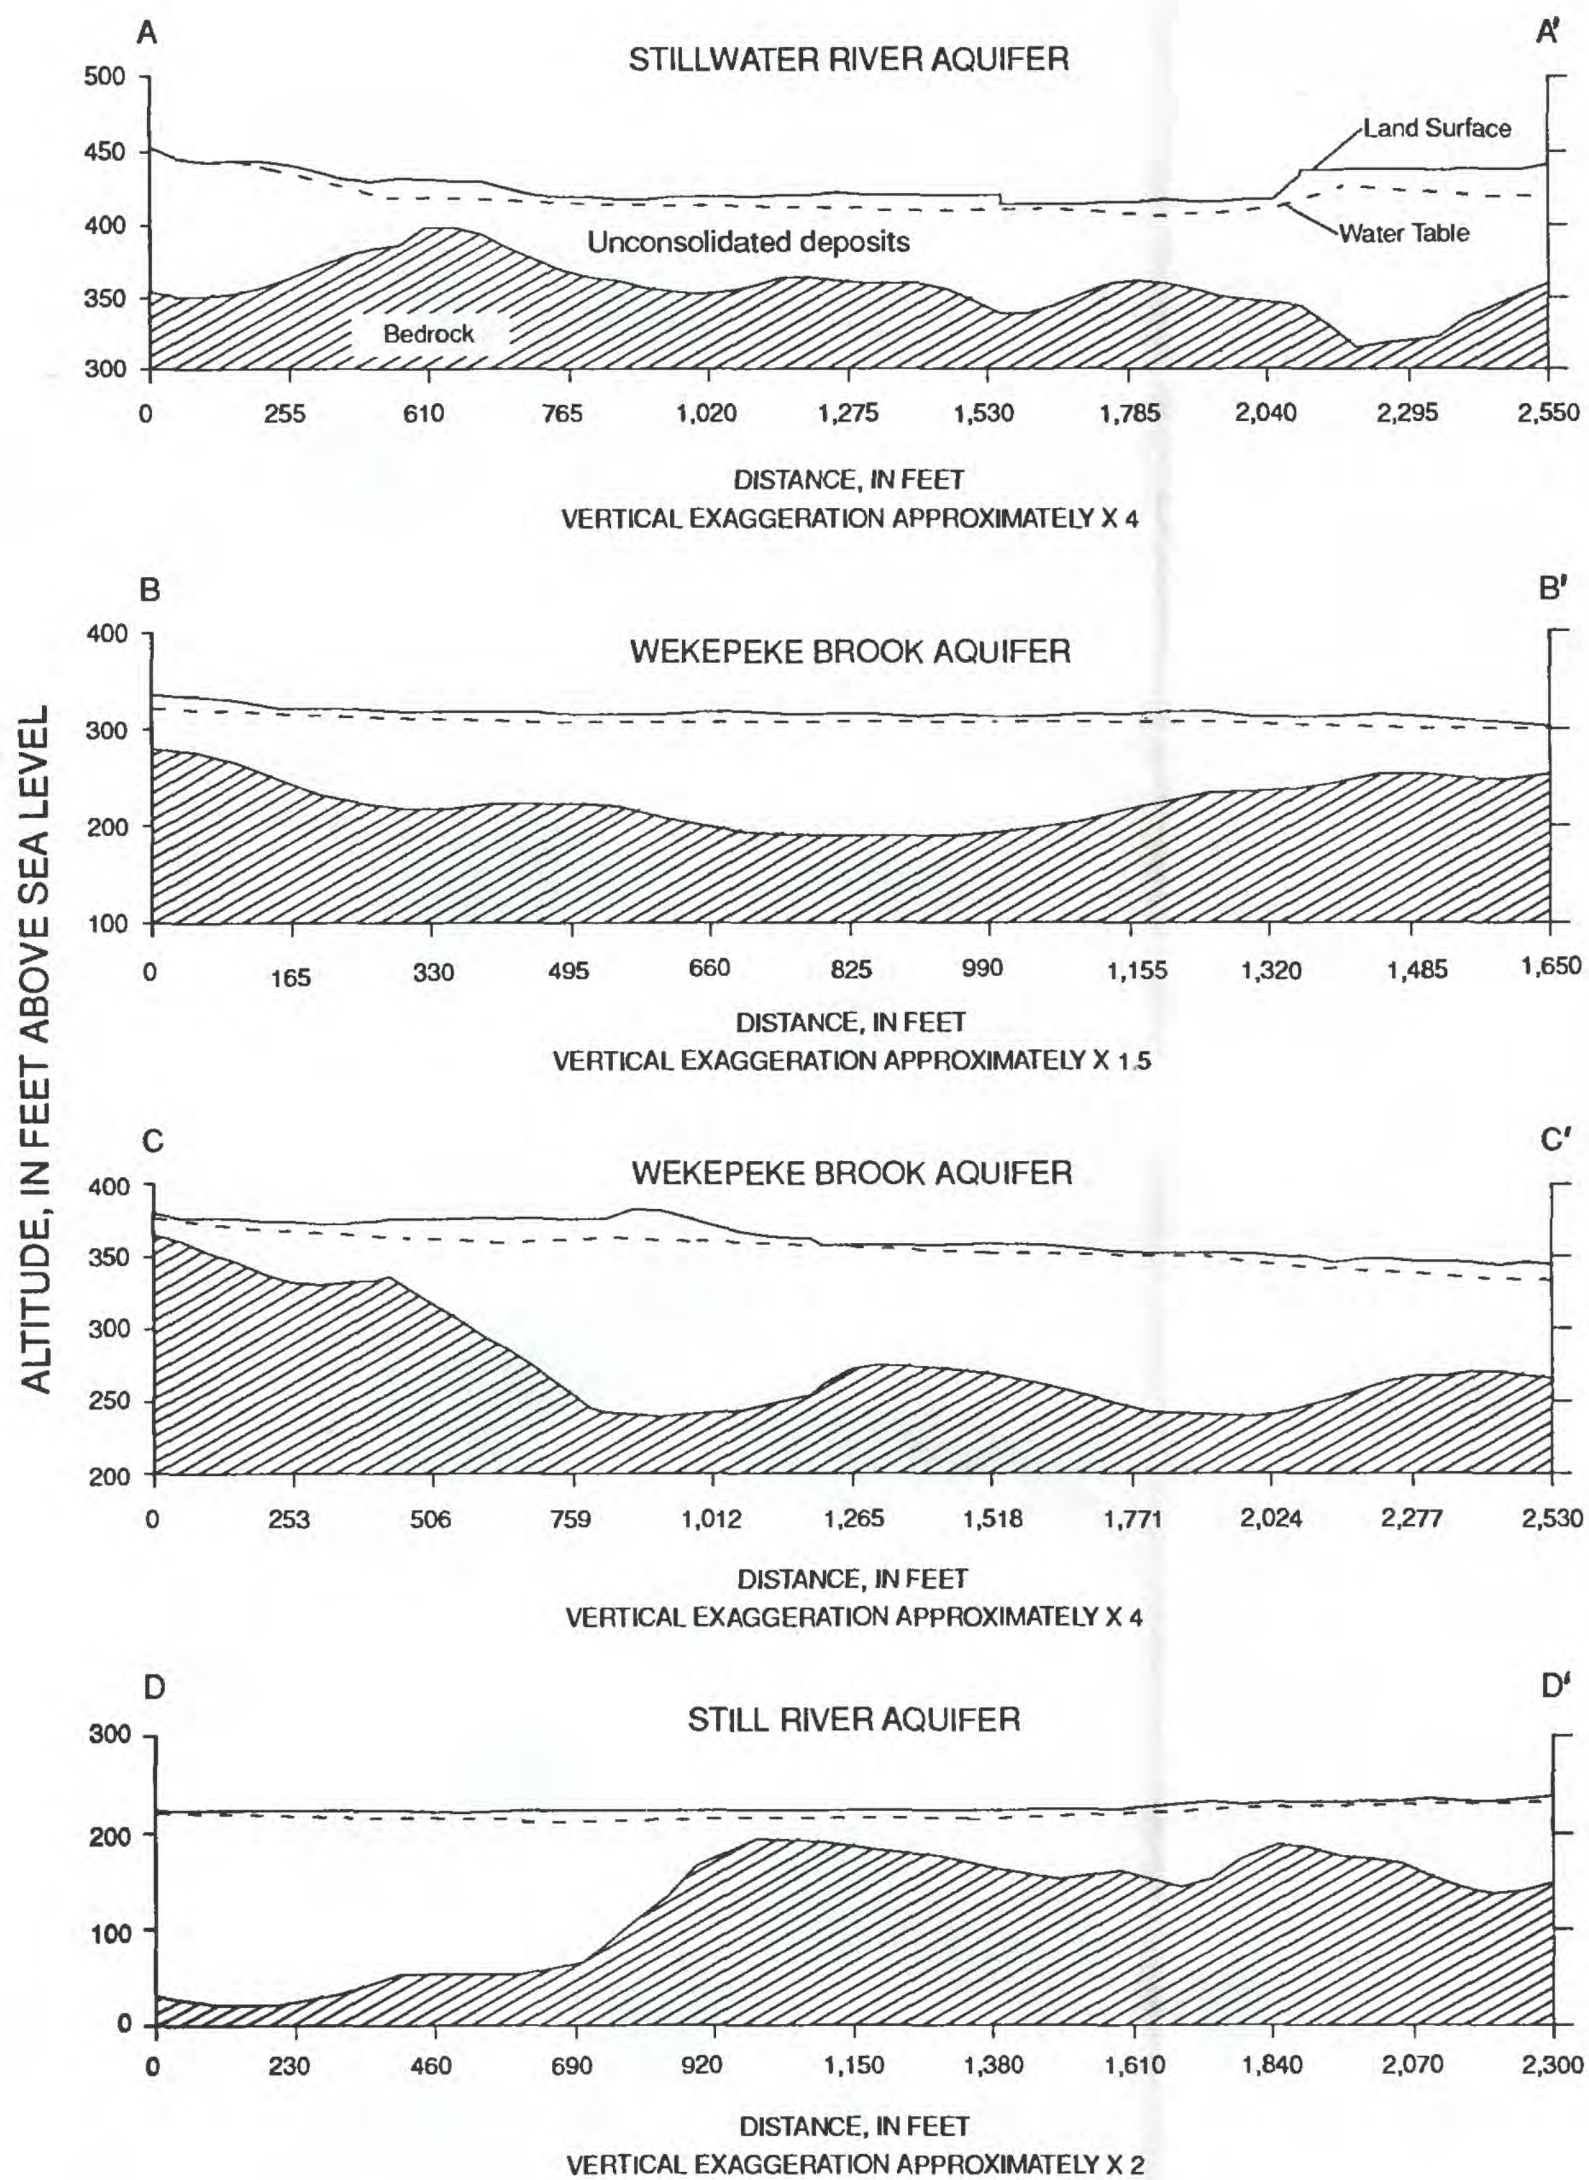 A A'
STILLWATER RIVER AQUIFER
500
Land Surface
450
400
Unconsolidated deposits
Water Table
350
Bedrock
300
0 255 610 765 1,020 1,275 1,530 1,785 2,040 2,295 2,550
DISTANCE, IN FEET
VERTICAL EXAGGERATION APPROXIMATELY X 4
ALTITUDE, IN FEET ABOVE SEA LEVEL
B B'
400
WEKEPEKE BROOK AQUIFER
300
200
100
0 165 330 495 660 825 990 1,155 1,320 1,485 1,650
DISTANCE, IN FEET
VERTICAL EXAGGERATION APPROXIMATELY X 1.5
C C'
WEKEPEKE BROOK AQUIFER
400
350
300
250
200
0 253 506 759 1,012 1,265 1,518 1,771 2,024 2,277 2,530
DISTANCE, IN FEET
VERTICAL EXAGGERATION APPROXIMATELY X 4
D D'
STILL RIVER AQUIFER
300
200
100
0
0 230 460 690 920 1,150 1,380 1,610 1,840 2,070 2,300
DISTANCE, IN FEET
VERTICAL EXAGGERATION APPROXIMATELY X 2